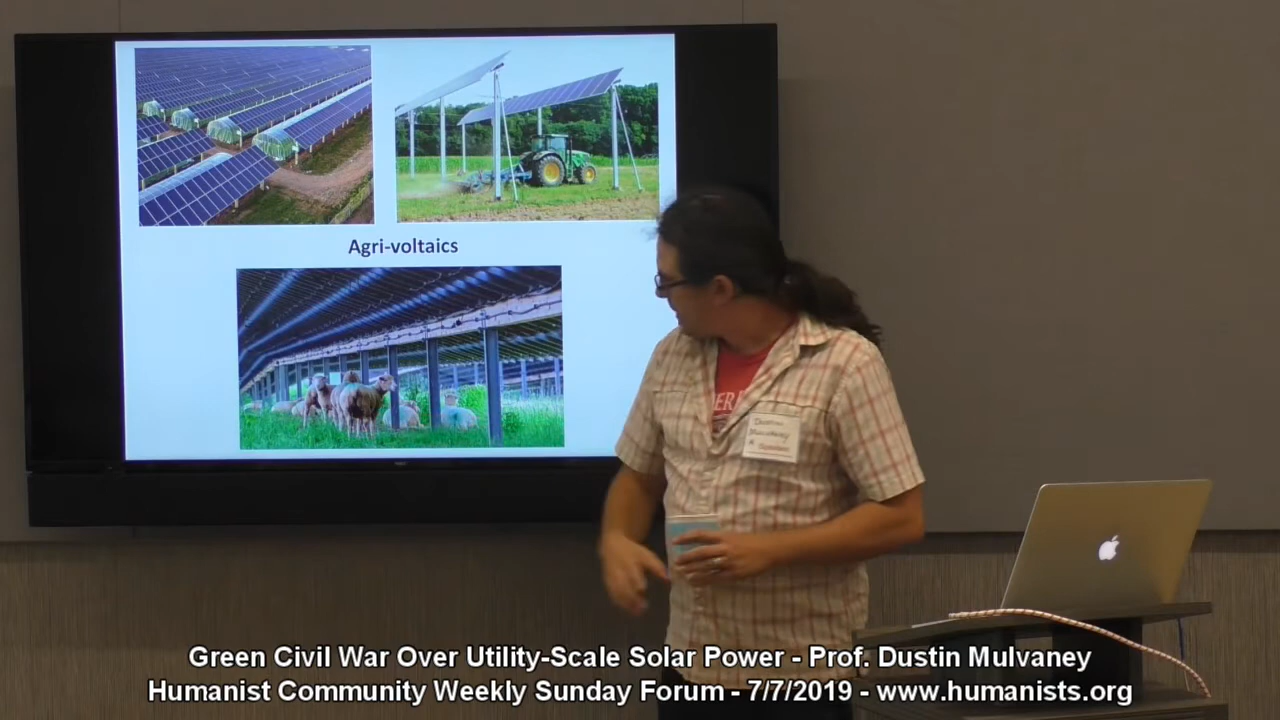 Agri-voltaics
Green Civil War Over Utility-Scale Solar Power - Prof. Dustin Mulvaney
Humanist Community Weekly Sunday Forum - 7/7/2019 - www.humanists.org